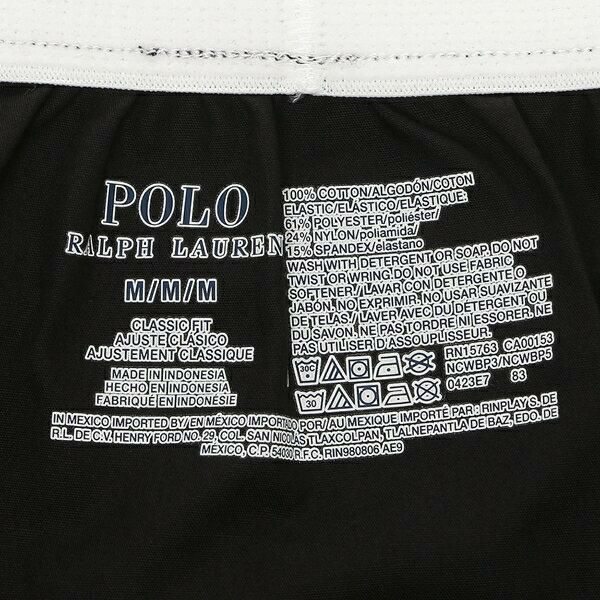 POLO
RALPH LAUREN
M/M/M
CLASSIC FIT
AJUSTE CLÁSICO
AJUSTEMENT CLASSIQUE
MADE IN INDONESIA
HECHO EN INDONESIA
FABRIQUÉ EN INDONÉSIE
100% COTTON/ALGODÓN/COTON
ELASTIC/ELÁSTICO/ELASTIQUE:
61% POLYESTER/poliéster/
24% NYLON/poliamida/
15% SPANDEX/elastano/
WASH WITH DETERGENT OR SOAP. DO NOT
TWIST OR WRING. DO NOT USE FABRIC
SOFTENER./ LAVAR CON DETERGENTE O
JABÓN. NO EXPRIMIR. NO USAR SUAVIZANTE
DE TELAS./ LAVER AVEC DU DETERGENT OU
DU SAVON. NE PAS TORDRE NI ESSORER.
PAS UTILISER D'ASSOUPLISSEUR.
30C
30
RN15763 CA00153
NCWBP3/NCWBP5
0423E7 83
IN MEXICO IMPORTED BY/ EN MÉXICO IMPORTADO POR/ AU MEXIQUE IMPORTÉ PAR: RINPLAY S. DE
R.L. DE C.V. HENRY FORD NO. 29, COL. SAN NICOLÁS TLAXCOLPAN, TLALNEPANTLA DE BAZ, EDO. DE
MEXICO, C.P. 54030 R.F.C. RIN980806 AE9